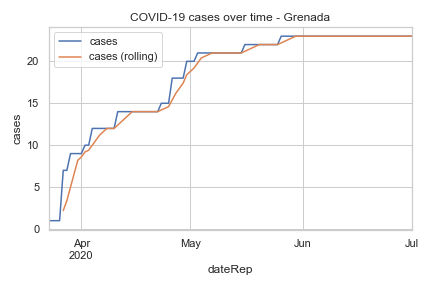 COVID-19 cases over time - Grenada
cases
cases (rolling)
20
15
10
5
0
cases
Apr
2020
May
Jun
Jul
dateRep